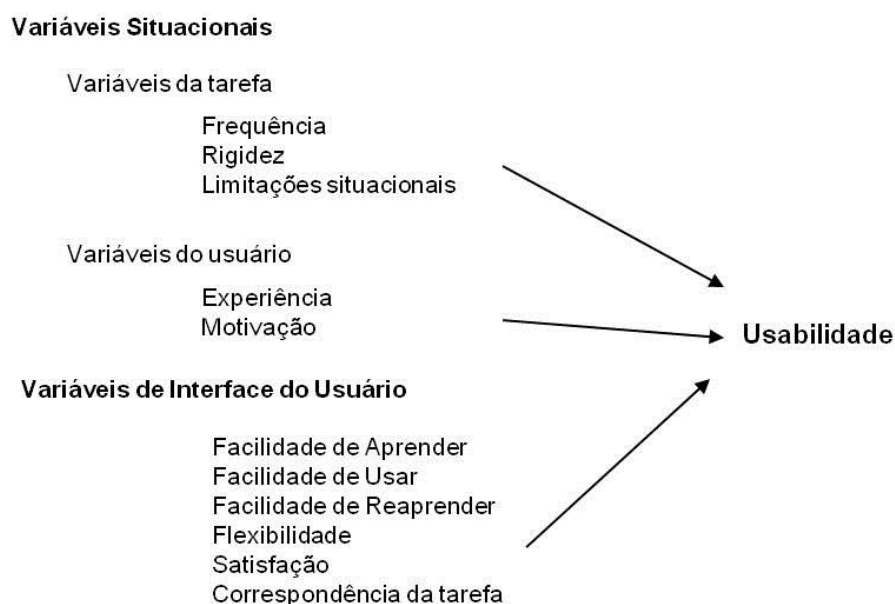 Variáveis Situacionais
Variáveis da tarefa
Frequência
Rigidez
Limitações situacionais
Variáveis do usuário
Experiência
Motivação
Usabilidade
Variáveis de Interface do Usuário
Facilidade de Aprender
Facilidade de Usar
Facilidade de Reaprender
Flexibilidade
Satisfação
Correspondência da tarefa